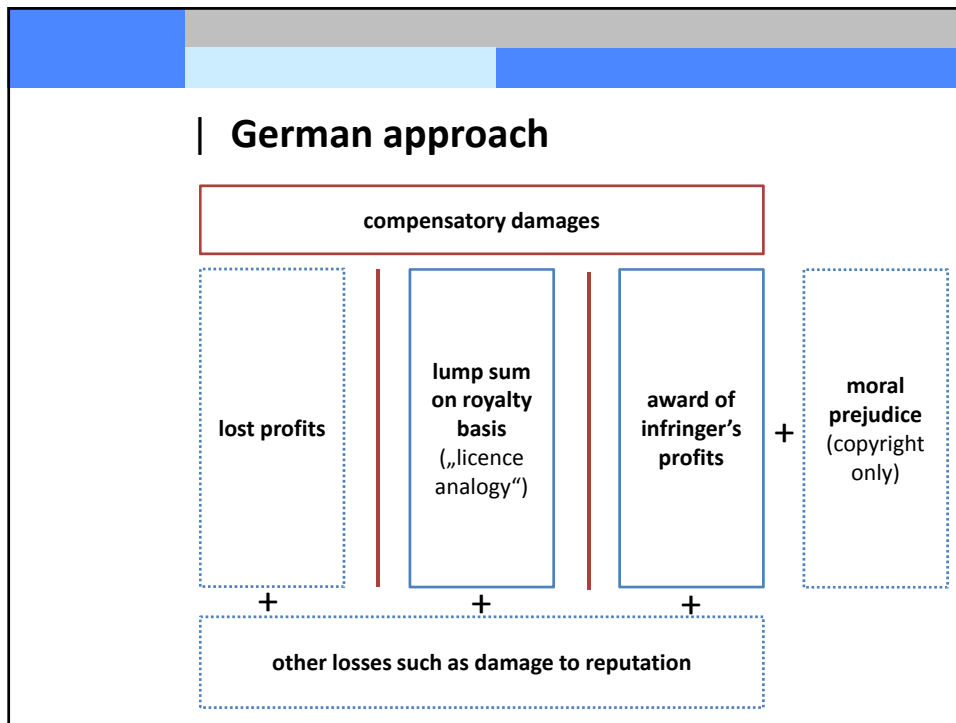 | German approach
compensatory damages
lost profits
lump sum
on royalty
basis
(„licence
analogy“)
award of
infringer’s
profits
+
moral
prejudice
(copyright
only)
+ + +
other losses such as damage to reputation